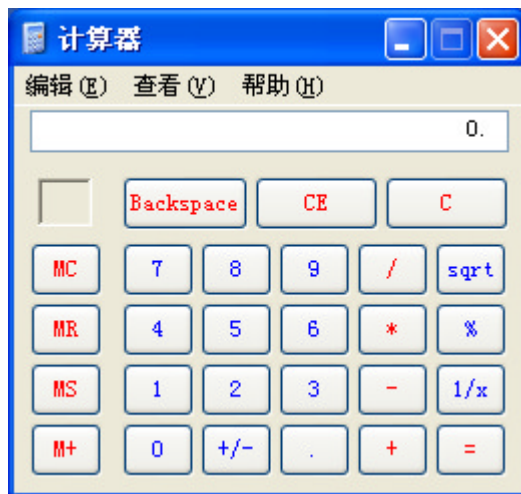 计算器
编辑(E) 查看(V) 帮助(H)
0.
Backspace CE C
MC 7 8 9 / sqrt
MR 4 5 6 * %
MS 1 2 3 - 1/x
M+ 0 +/- . + =